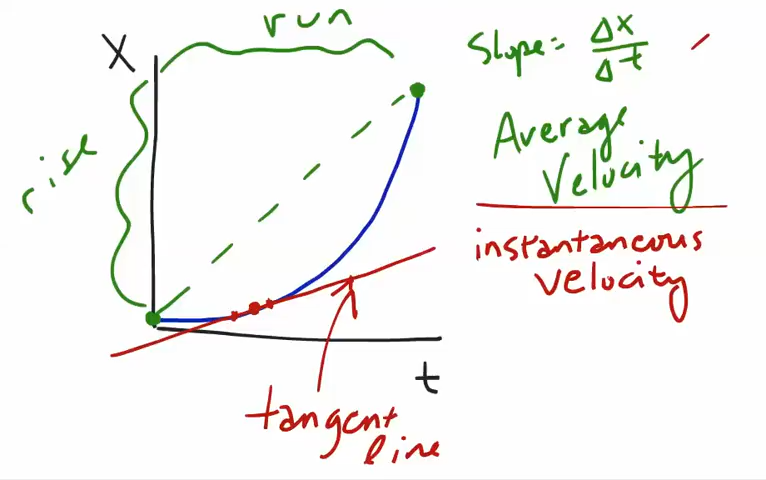 run
X
rise
t
tangent
line
Slope = Δx
Δt
Average
Velocity
instantaneous
velocity